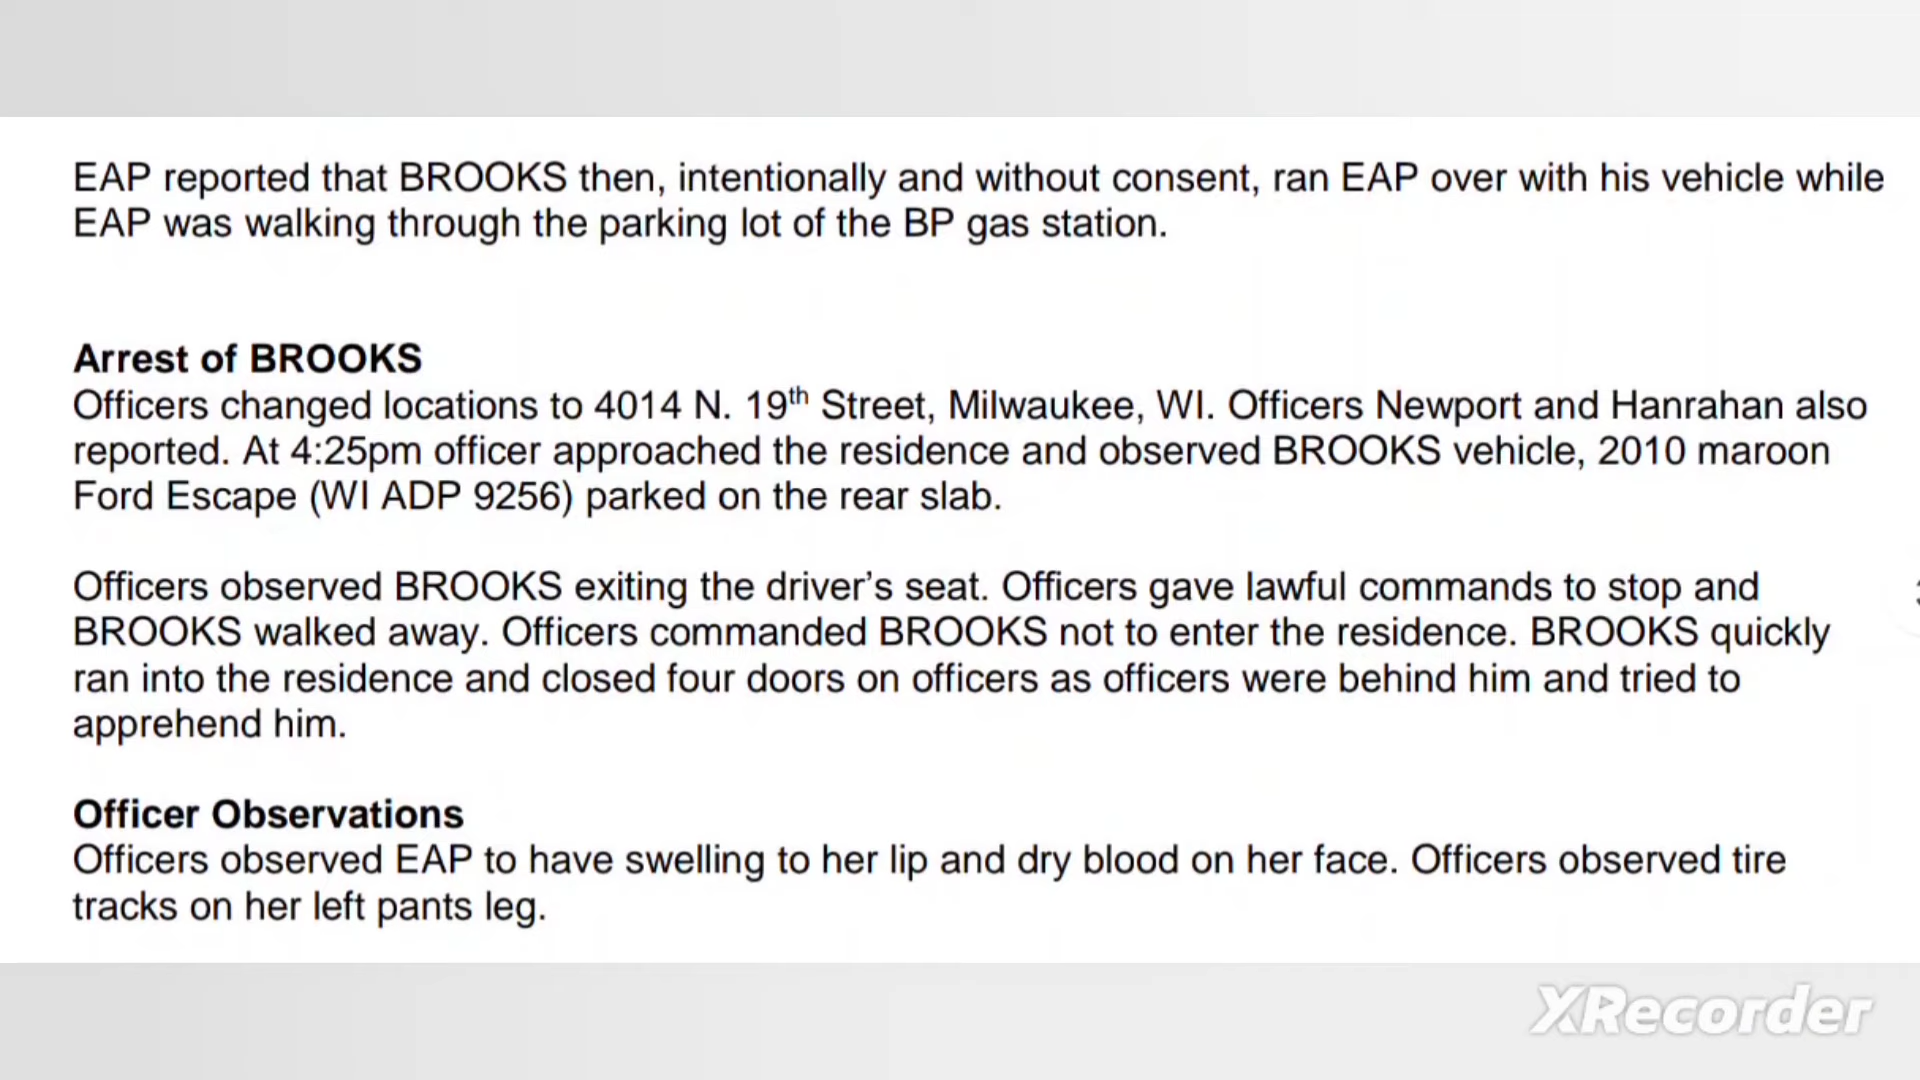 EAP reported that BROOKS then, intentionally and without consent, ran EAP over with his vehicle while
EAP was walking through the parking lot of the BP gas station.
Arrest of BROOKS
Officers changed locations to 4014 N. 19th Street, Milwaukee, WI. Officers Newport and Hanrahan also
reported. At 4:25pm officer approached the residence and observed BROOKS vehicle, 2010 maroon
Ford Escape (WI ADP 9256) parked on the rear slab.
Officers observed BROOKS exiting the driver’s seat. Officers gave lawful commands to stop and
BROOKS walked away. Officers commanded BROOKS not to enter the residence. BROOKS quickly
ran into the residence and closed four doors on officers as officers were behind him and tried to
apprehend him.
Officer Observations
Officers observed EAP to have swelling to her lip and dry blood on her face. Officers observed tire
tracks on her left pants leg.
XRecorder